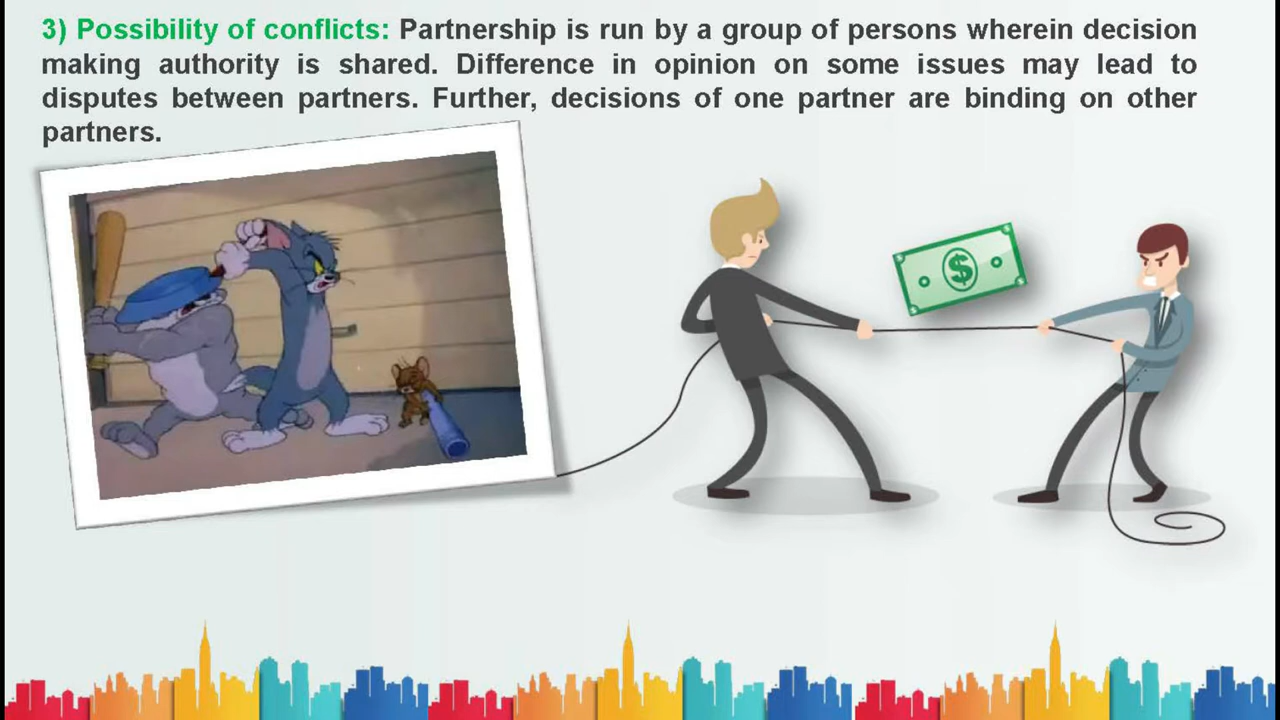 3) Possibility of conflicts: Partnership is run by a group of persons wherein decision
making authority is shared. Difference in opinion on some issues may lead to
disputes between partners. Further, decisions of one partner are binding on other
partners.
$